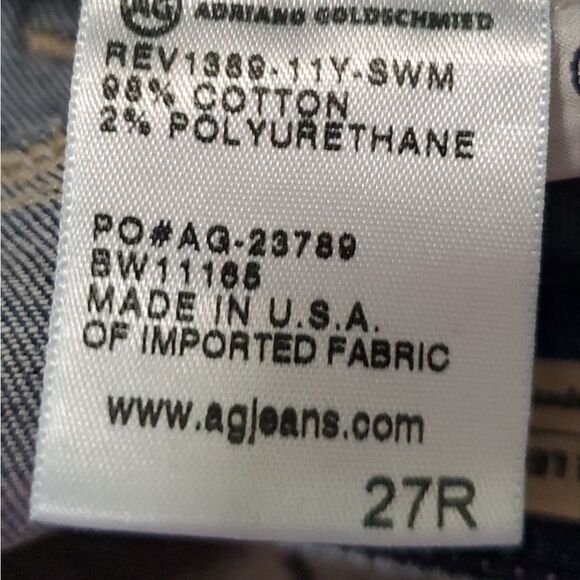 AG ADRIANO GOLDSCHMIED
REV1389-11Y-SWM
98% COTTON
2% POLYURETHANE
PO#AG-23789
BW11165
MADE IN U.S.A.
OF IMPORTED FABRIC
www.agjeans.com
27R